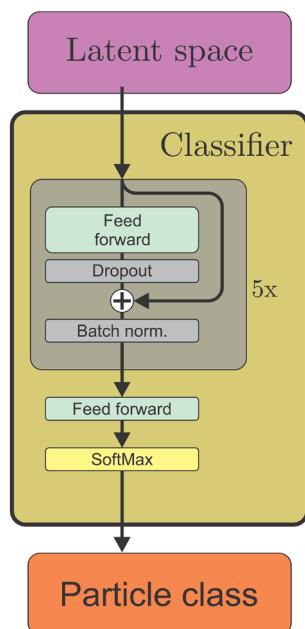 Latent space
Classifier
Feed
forward
Dropout
5x
Batch norm.
Feed forward
SoftMax
Particle class